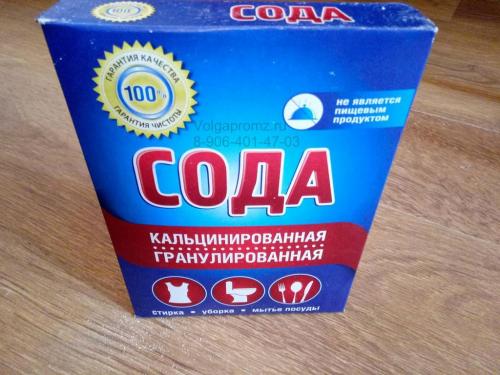 СОДА
ГАРАНТИЯ КАЧЕСТВА
100%
ГАРАНТИЯ ЧИСТОТЫ
не является
пищевым
продуктом
Volgapromz.ru
8-906-401-47-03
СОДА
КАЛЬЦИНИРОВАННАЯ
ГРАНУЛИРОВАННАЯ
стирка • уборка • мытье посуды